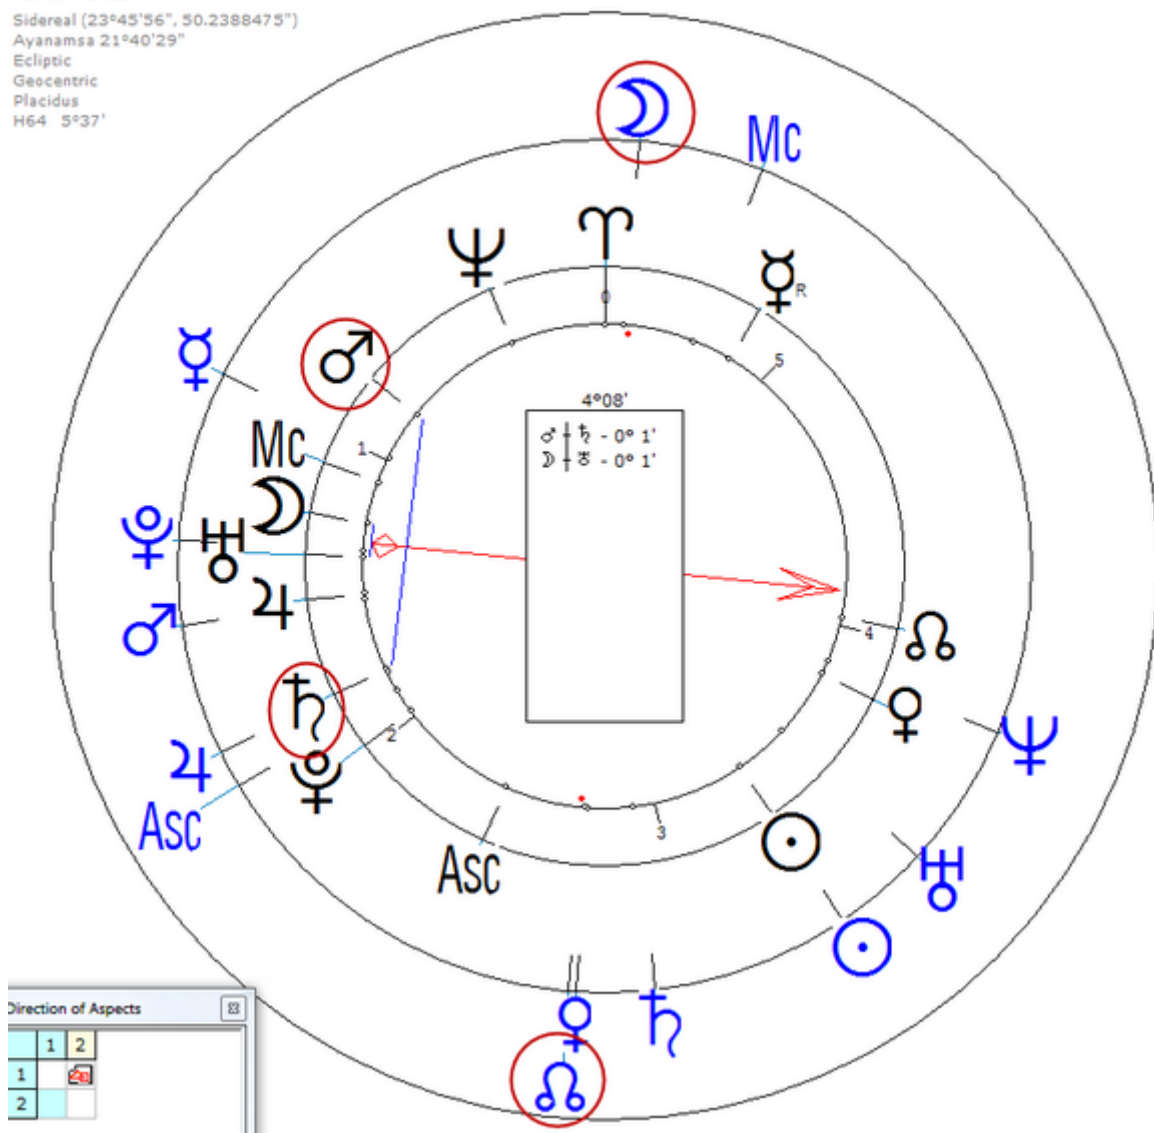 Sidereal (23°45'56", 50.2388475")
Ayanamsa 21°40'29"
Ecliptic
Geocentric
Placidus
H64 5°37'
☽
Mc
♆ ♈ ☿ R
0
5
☿
♂
4°08'
♂ ♄ - 0° 1'
☽ - 0° 1'
Mc
1
☽
♅
♃
♂
4
☊
♄
♀
2
♆
♃
Asc
3
☉
Asc
♅
☉
♀ ♄
☊
Direction of Aspects
1 2
1
2